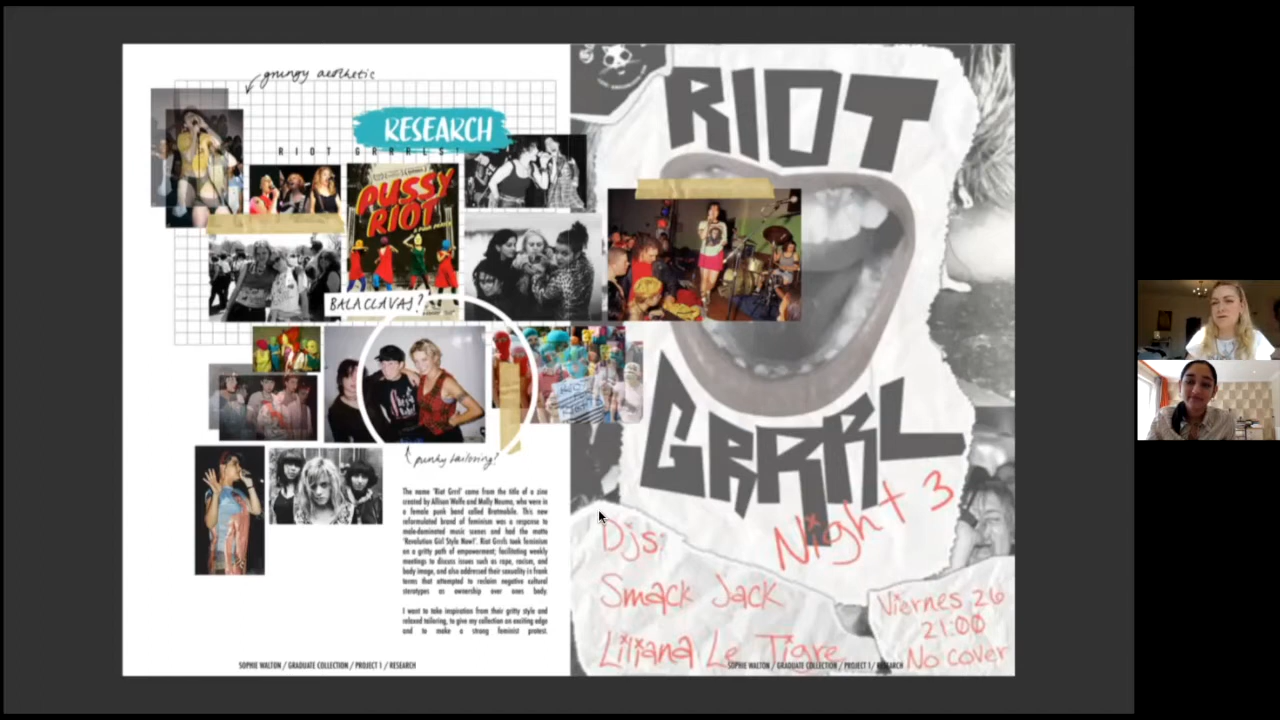 grungy aesthetic
RESEARCH
RIOT GRRRLS!
PUSSY
RIOT
BALACLAVAS?
punky tailoring?
The name 'Riot Grrrl' came from the title of a zine
created by Allison Wolfe and Molly Neuma, who were in
a female punk band called Bratmobile. This new
reformulated brand of feminism was a response to
male-dominated music scenes and had the motto
'Revolution Girl Style Now!'. Riot Grrrls took feminism
on a gritty path of empowerment; facilitating weekly
meetings to discuss issues such as rape, racism, and
body image, and also addressed their sexuality in frank
terms that attempted to reclaim negative cultural
sterotypes as ownership over ones body.
I want to take inspiration from their gritty style and
relaxed tailoring, to give my collection an exciting edge
and to make a strong feminist protest.
SOPHIE WALTON / GRADUATE COLLECTION / PROJECT 1 / RESEARCH
RIOT
GRRRL
Night 3
Djs:
Smack Jack
Liliana Le Tigre
Viernes 26
21:00
No cover
SOPHIE WALTON / GRADUATE COLLECTION / PROJECT 1/ RESEARCH